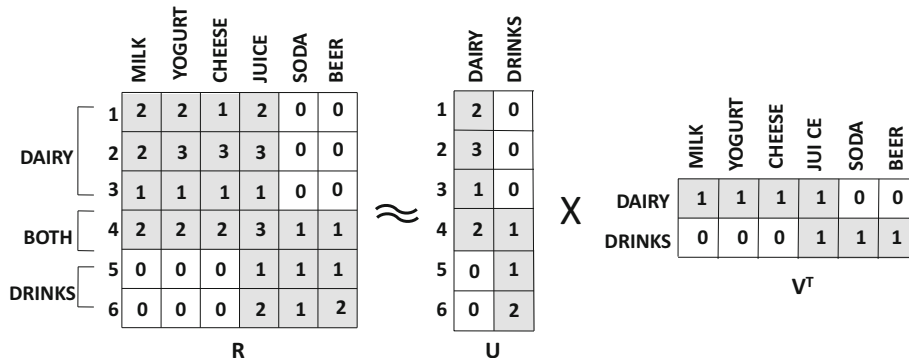 MILK YOGURT CHEESE JUICE SODA BEER
DAIRY DRINKS
MILK YOGURT CHEESE JUI CE SODA BEER
1 2 2 1 2 0 0
2 2 3 3 3 0 0
3 1 1 1 1 0 0
4 2 2 2 3 1 1
5 0 0 0 1 1 1
6 0 0 0 2 1 2
DAIRY
BOTH
DRINKS
R
≈
1 2 0
2 3 0
3 1 0
4 2 1
5 0 1
6 0 2
U
X
DAIRY 1 1 1 1 0 0
DRINKS 0 0 0 1 1 1
Vᵀ